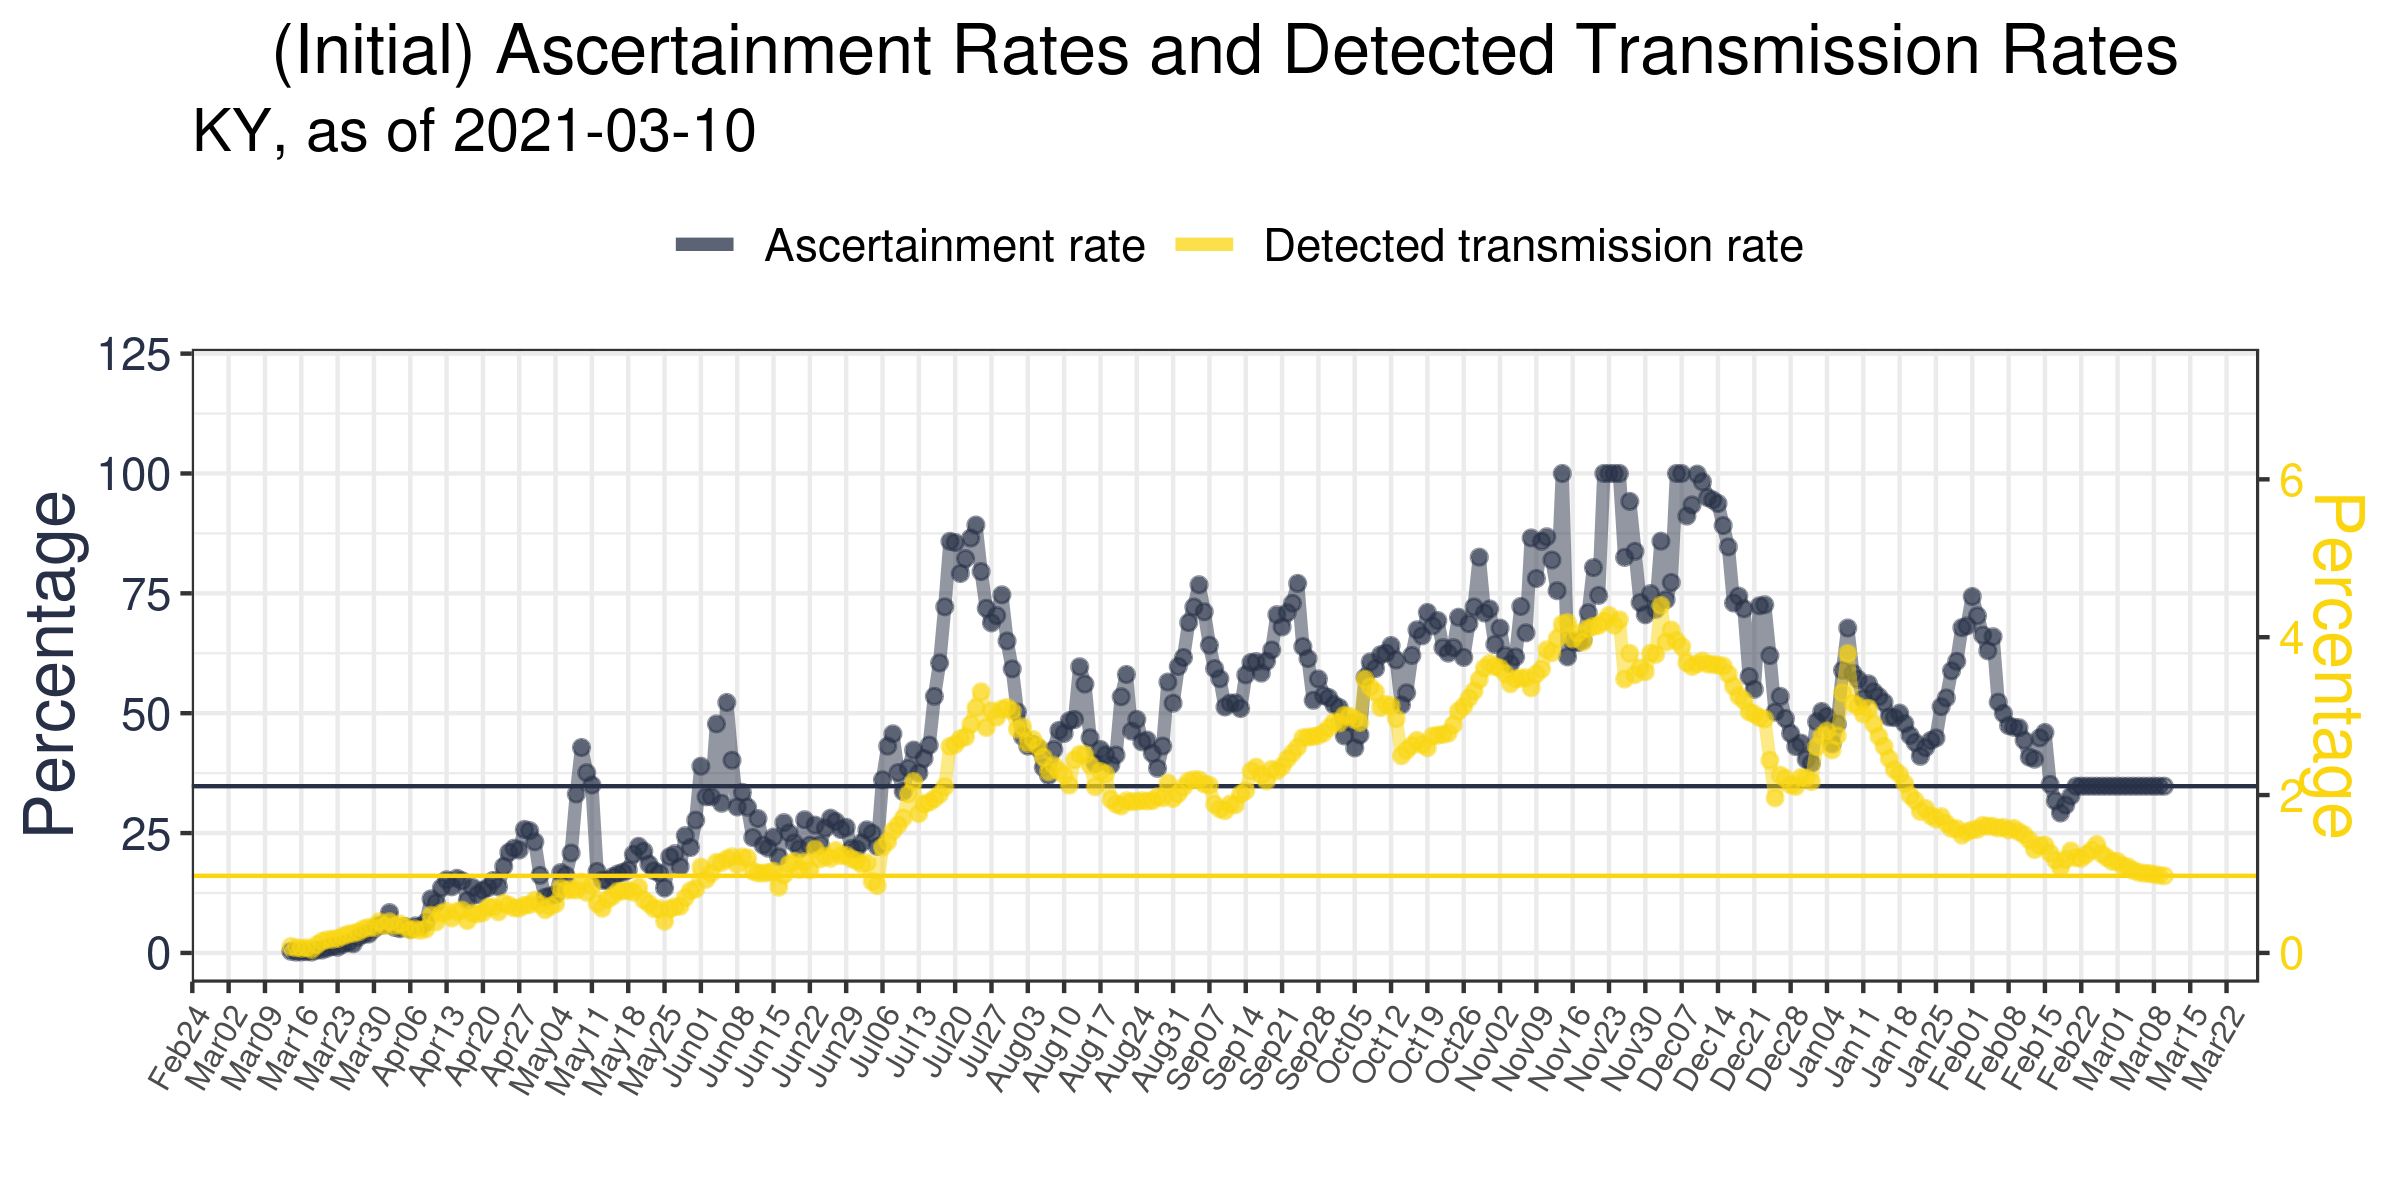 (Initial) Ascertainment Rates and Detected Transmission Rates
KY, as of 2021-03-10
Ascertainment rate
Detected transmission rate
Percentage
125
100
75
50
25
0
6
4
2
0
Percentage
Feb24
Mar02
Mar09
Mar16
Mar23
Mar30
Apr06
Apr13
Apr20
Apr27
May04
May11
May18
May25
Jun01
Jun08
Jun15
Jun22
Jun29
Jul06
Jul13
Jul20
Jul27
Aug03
Aug10
Aug17
Aug24
Aug31
Sep07
Sep14
Sep21
Sep28
Oct05
Oct12
Oct19
Oct26
Nov02
Nov09
Nov16
Nov23
Nov30
Dec07
Dec14
Dec21
Dec28
Jan04
Jan11
Jan18
Jan25
Feb01
Feb08
Feb15
Feb22
Mar01
Mar08
Mar15
Mar22